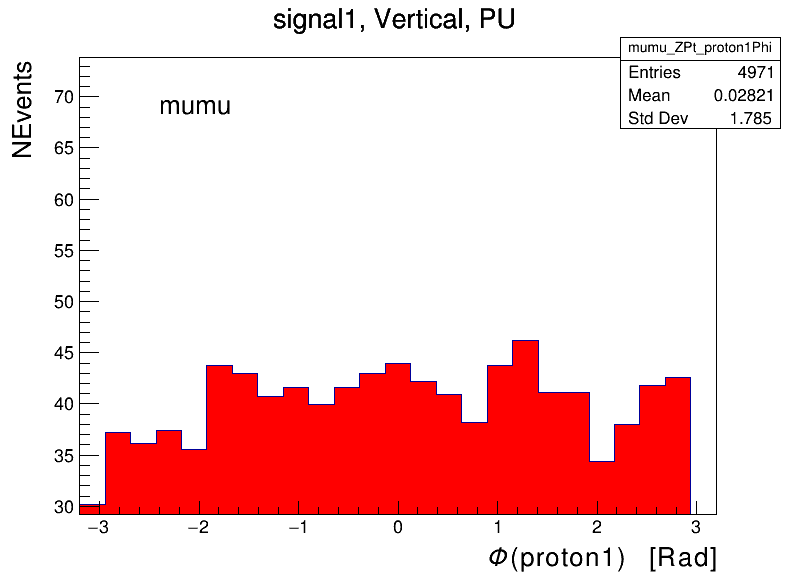 signal1, Vertical, PU
mumu_ZPt_proton1Phi
Entries 4971
Mean 0.02821
Std Dev 1.785
NEvents
mumu
70
65
60
55
50
45
40
35
30
−3 −2 −1 0 1 2 3
Φ(proton1) [Rad]